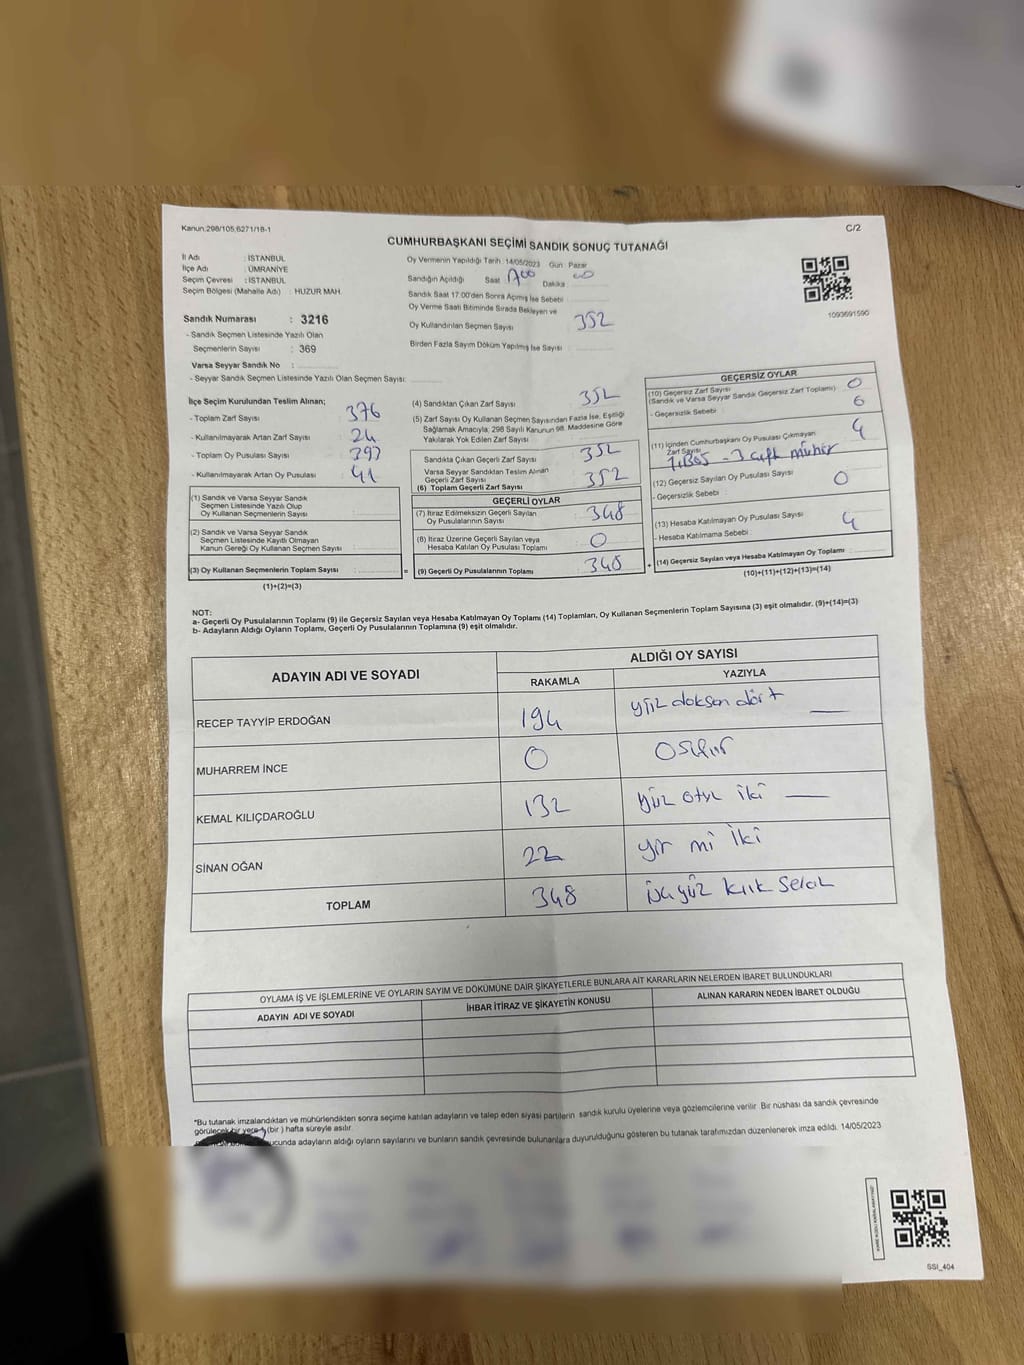 Kanun:298/105;6271/18-1
C/2
CUMHURBAŞKANI SEÇİMİ SANDIK SONUÇ TUTANAĞI
İl Adı : İSTANBUL
İlçe Adı : ÜMRANİYE
Seçim Çevresi : İSTANBUL
Seçim Bölgesi (Mahalle Adı) : HUZUR MAH.
Sandık Numarası : 3216
- Sandık Seçmen Listesinde Yazılı Olan
Seçmenlerin Sayısı : 369
Varsa Seyyar Sandık No :
- Seyyar Sandık Seçmen Listesinde Yazılı Olan Seçmen Sayısı:
Oy Vermenin Yapıldığı Tarih :14/05/2023 Gün : Pazar
Sandığın Açıldığı Saat 1700 Dakika 00
Sandık Saat 17:00'den Sonra Açımış İse Sebebi
Oy Verme Saati Bitiminde Sırada Bekleyen ve
Oy Kullandırılan Seçmen Sayısı 352
Birden Fazla Sayım Döküm Yapılmış İse Sayısı :
1093691590
İlçe Seçim Kurulundan Teslim Alınan;
- Toplam Zarf Sayısı : 376
- Kullanılmayarak Artan Zarf Sayısı : 24
- Toplam Oy Pusulası Sayısı : 393
- Kullanılmayarak Artan Oy Pusulası : 41
(1) Sandık ve Varsa Seyyar Sandık
Seçmen Listesinde Yazılı Olup
Oy Kullanan Seçmenlerin Sayısı :
(2) Sandık ve Varsa Seyyar Sandık
Seçmen Listesinde Kayıtlı Olmayan
Kanun Gereği Oy Kullanan Seçmen Sayısı :
(3) Oy Kullanan Seçmenlerin Toplam Sayısı :
(1)+(2)=(3)
(4) Sandıktan Çıkan Zarf Sayısı 352
(5) Zarf Sayısı Oy Kullanan Seçmen Sayısından Fazla İse, Eşitliği
Sağlamak Amacıyla; 298 Sayılı Kanunun 98. Maddesine Göre
Yakılarak Yok Edilen Zarf Sayısı :
Sandıkta Çıkan Geçerli Zarf Sayısı 352
Varsa Seyyar Sandıktan Teslim Alınan
Geçerli Zarf Sayısı
(6) Toplam Geçerli Zarf Sayısı 352
GEÇERLİ OYLAR
(7) İtiraz Edilmeksizin Geçerli Sayılan
Oy Pusulalarının Sayısı : 348
(8) İtiraz Üzerine Geçerli Sayılan veya
Hesaba Katılan Oy Pusulası Toplamı : 0
= (9) Geçerli Oy Pusulalarının Toplamı : 348
GEÇERSİZ OYLAR
(10) Geçersiz Zarf Sayısı
(Sandık ve Varsa Seyyar Sandık Geçersiz Zarf Toplamı) : 0
- Geçersizlik Sebebi : 6
(11) İçinden Cumhurbaşkanı Oy Pusulası Çıkmayan
Zarf Sayısı : 4
- 3 çift mühür
(12) Geçersiz Sayılan Oy Pusulası Sayısı : 0
- Geçersizlik Sebebi :
(13) Hesaba Katılmayan Oy Pusulası Sayısı : 4
- Hesaba Katılmama Sebebi :
+ (14) Geçersiz Sayılan veya Hesaba Katılmayan Oy Toplamı :
(10)+(11)+(12)+(13)=(14)
NOT:
a- Geçerli Oy Pusulalarının Toplamı (9) ile Geçersiz Sayılan veya Hesaba Katılmayan Oy Toplamı (14) Toplamları, Oy Kullanan Seçmenlerin Toplam Sayısına (3) eşit olmalıdır. (9)+(14)=(3)
b- Adayların Aldığı Oyların Toplamı, Geçerli Oy Pusulalarının Toplamına (9) eşit olmalıdır.
ADAYIN ADI VE SOYADI
ALDIĞI OY SAYISI
RAKAMLA YAZIYLA
RECEP TAYYİP ERDOĞAN 194 yüz doksan dört
MUHARREM İNCE 0 0 Sıfır
KEMAL KILIÇDAROĞLU 132 yüz otuz iki
SİNAN OĞAN 22 yir mi iki
TOPLAM 348 üçyüz kırk sekiz
OYLAMA İŞ VE İŞLEMLERİNE VE OYLARIN SAYIM VE DÖKÜMÜNE DAİR ŞİKAYETLERLE BUNLARA AİT KARARLARIN NELERDEN İBARET BULUNDUKLARI
ADAYIN ADI VE SOYADI İHBAR İTİRAZ VE ŞİKAYETİN KONUSU ALINAN KARARIN NEDEN İBARET OLDUĞU
*Bu tutanak imzalandıktan ve mühürlendikten sonra seçime katılan adayların ve talep eden siyasi partilerin sandık kurulu üyelerine veya gözlemcilerine verilir. Bir nüshası da sandık çevresinde
görülecek bir yere 1 (bir) hafta süreyle asılır.
ucunda adayların aldığı oyların sayılarını ve bunların sandık çevresinde bulunanlara duyurulduğunu gösteren bu tutanak tarafımızdan düzenlenerek imza edildi. 14/05/2023
SSI_404